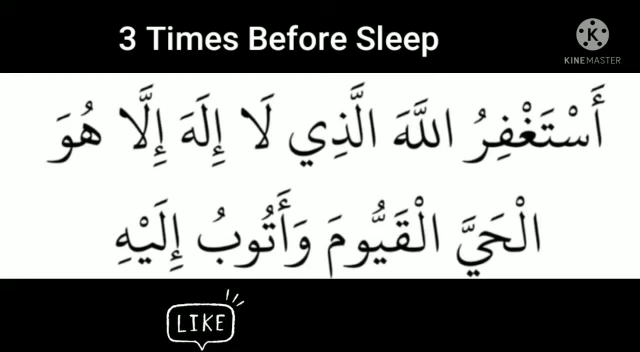 3 Times Before Sleep
K
KINEMASTER
أَسْتَغْفِرُ اللَّهَ الَّذِي لَا إِلَهَ إِلَّا هُوَ
الْحَيَّ الْقَيُّومَ وَأَتُوبُ إِلَيْهِ
LIKE